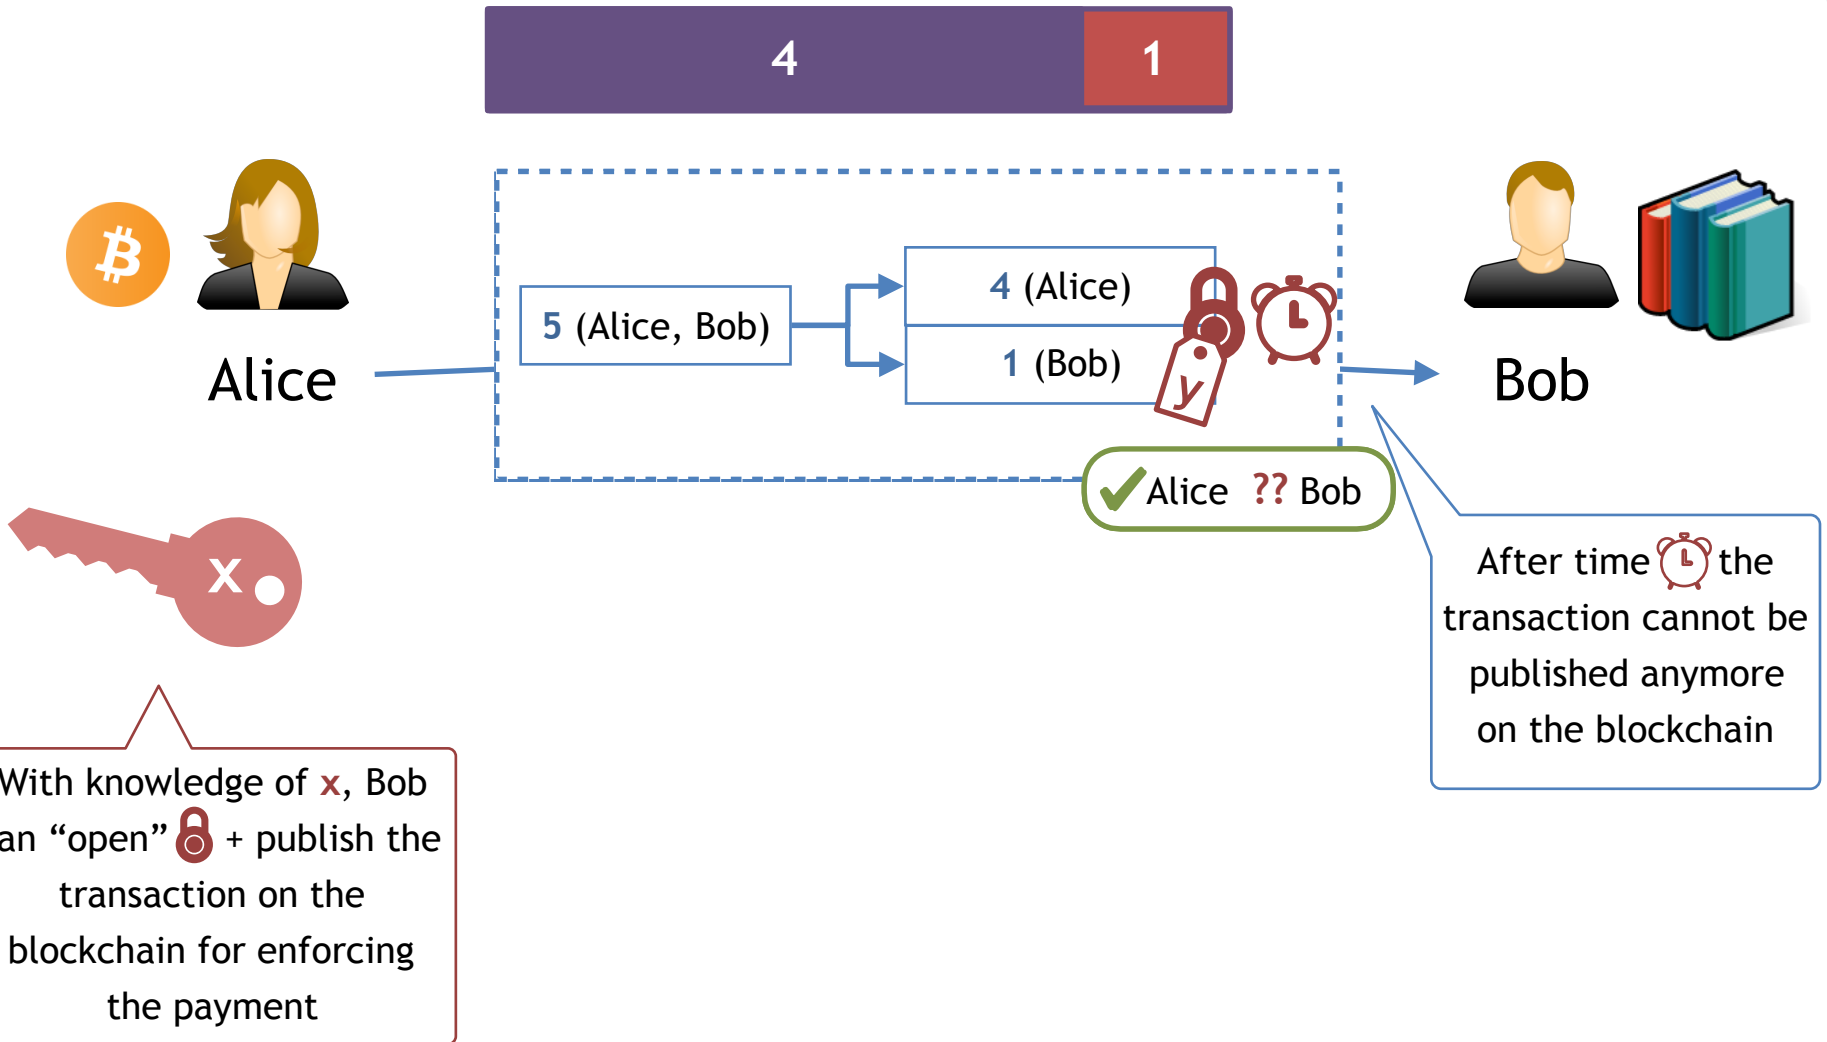 4 1
4 (Alice)
5 (Alice, Bob)
1 (Bob)
y
Alice
Bob
Alice ?? Bob
x
After time the
transaction cannot be
published anymore
on the blockchain
With knowledge of x, Bob
an “open” + publish the
transaction on the
blockchain for enforcing
the payment